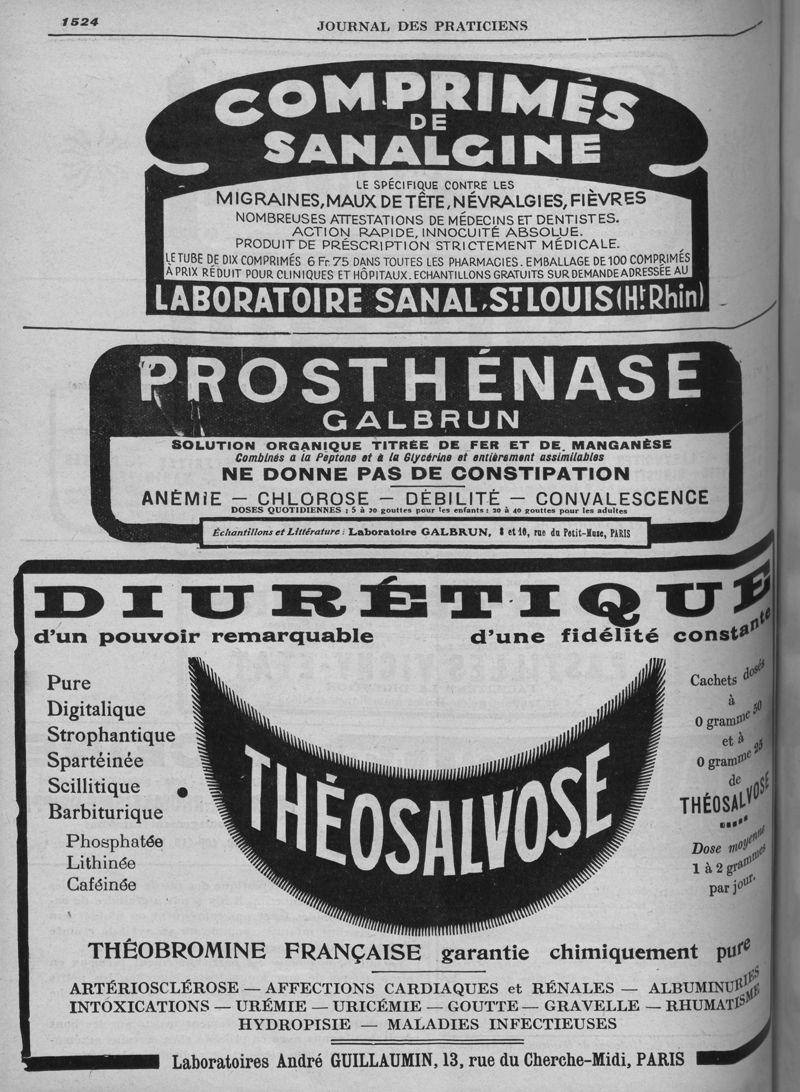 1524
JOURNAL DES PRATICIENS
COMPRIMÉS
DE
SANALGINE
LE SPÉCIFIQUE CONTRE LES
MIGRAINES, MAUX DE TÊTE, NÉVRALGIES, FIÈVRES
NOMBREUSES ATTESTATIONS DE MÉDECINS ET DENTISTES.
ACTION RAPIDE, INNOCUITÉ ABSOLUE.
PRODUIT DE PRÉSCRIPTION STRICTEMENT MÉDICALE.
LE TUBE DE DIX COMPRIMÉS 6 Fr. 75 DANS TOUTES LES PHARMACIES. EMBALLAGE DE 100 COMPRIMÉS
À PRIX RÉDUIT POUR CLINIQUES ET HÔPITAUX. ECHANTILLONS GRATUITS SUR DEMANDE ADRESSÉE AU
LABORATOIRE SANAL, ST. LOUIS (HT. Rhin)
PROSTHÉNASE
GALBRUN
SOLUTION ORGANIQUE TITRÉE DE FER ET DE MANGANÈSE
Combinés a la Peptone et à la Glycérine et entièrement assimilables
NE DONNE PAS DE CONSTIPATION
ANÉMIE — CHLOROSE — DÉBILITÉ — CONVALESCENCE
DOSES QUOTIDIENNES : 5 à 20 gouttes pour les enfants ; 20 à 40 gouttes pour les adultes
Échantillons et Littérature : Laboratoire GALBRUN, 8 et 10, rue du Petit-Musc, PARIS
DIURÉTIQUE
d'un pouvoir remarquable d'une fidélité constante
Pure
Digitalique
Strophantique
Spartéinée
Scillitique
Barbiturique
Phosphatée
Lithinée
Caféinée
THÉOSALVOSE
Cachets dosés
à
0 gramme 50
et à
0 gramme 25
de
THÉOSALVOSE
Dose moyenne
1 à 2 grammes
par jour.
THÉOBROMINE FRANÇAISE garantie chimiquement pure
ARTÉRIOSCLÉROSE — AFFECTIONS CARDIAQUES et RÉNALES — ALBUMINURIES
INTOXICATIONS — URÉMIE — URICÉMIE — GOUTTE — GRAVELLE — RHUMATISME
HYDROPISIE — MALADIES INFECTIEUSES
Laboratoires André GUILLAUMIN, 13, rue du Cherche-Midi, PARIS